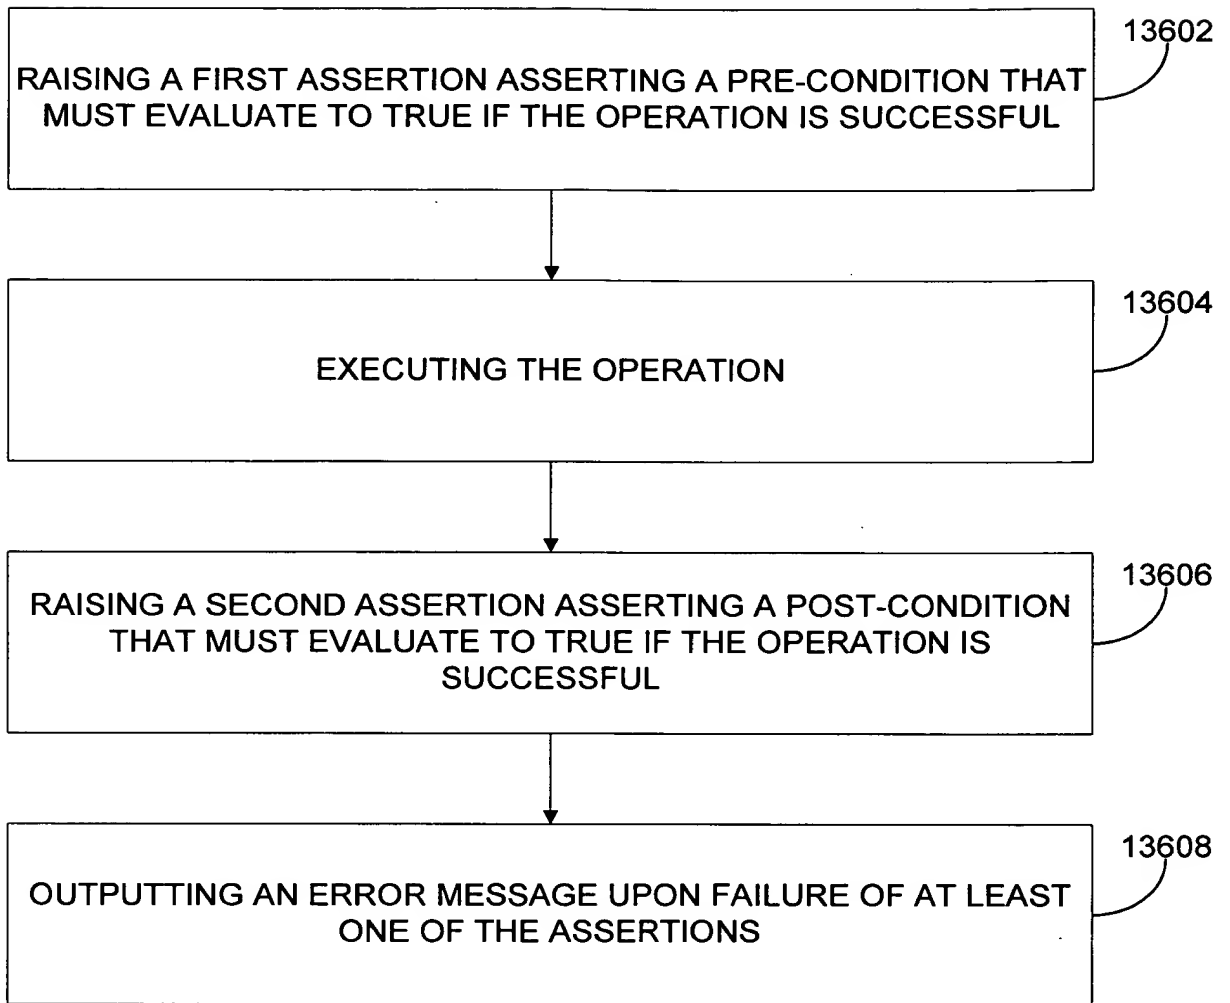 13602
RAISING A FIRST ASSERTION ASSERTING A PRE-CONDITION THAT
MUST EVALUATE TO TRUE IF THE OPERATION IS SUCCESSFUL
13604
EXECUTING THE OPERATION
13606
RAISING A SECOND ASSERTION ASSERTING A POST-CONDITION
THAT MUST EVALUATE TO TRUE IF THE OPERATION IS
SUCCESSFUL
13608
OUTPUTTING AN ERROR MESSAGE UPON FAILURE OF AT LEAST
ONE OF THE ASSERTIONS